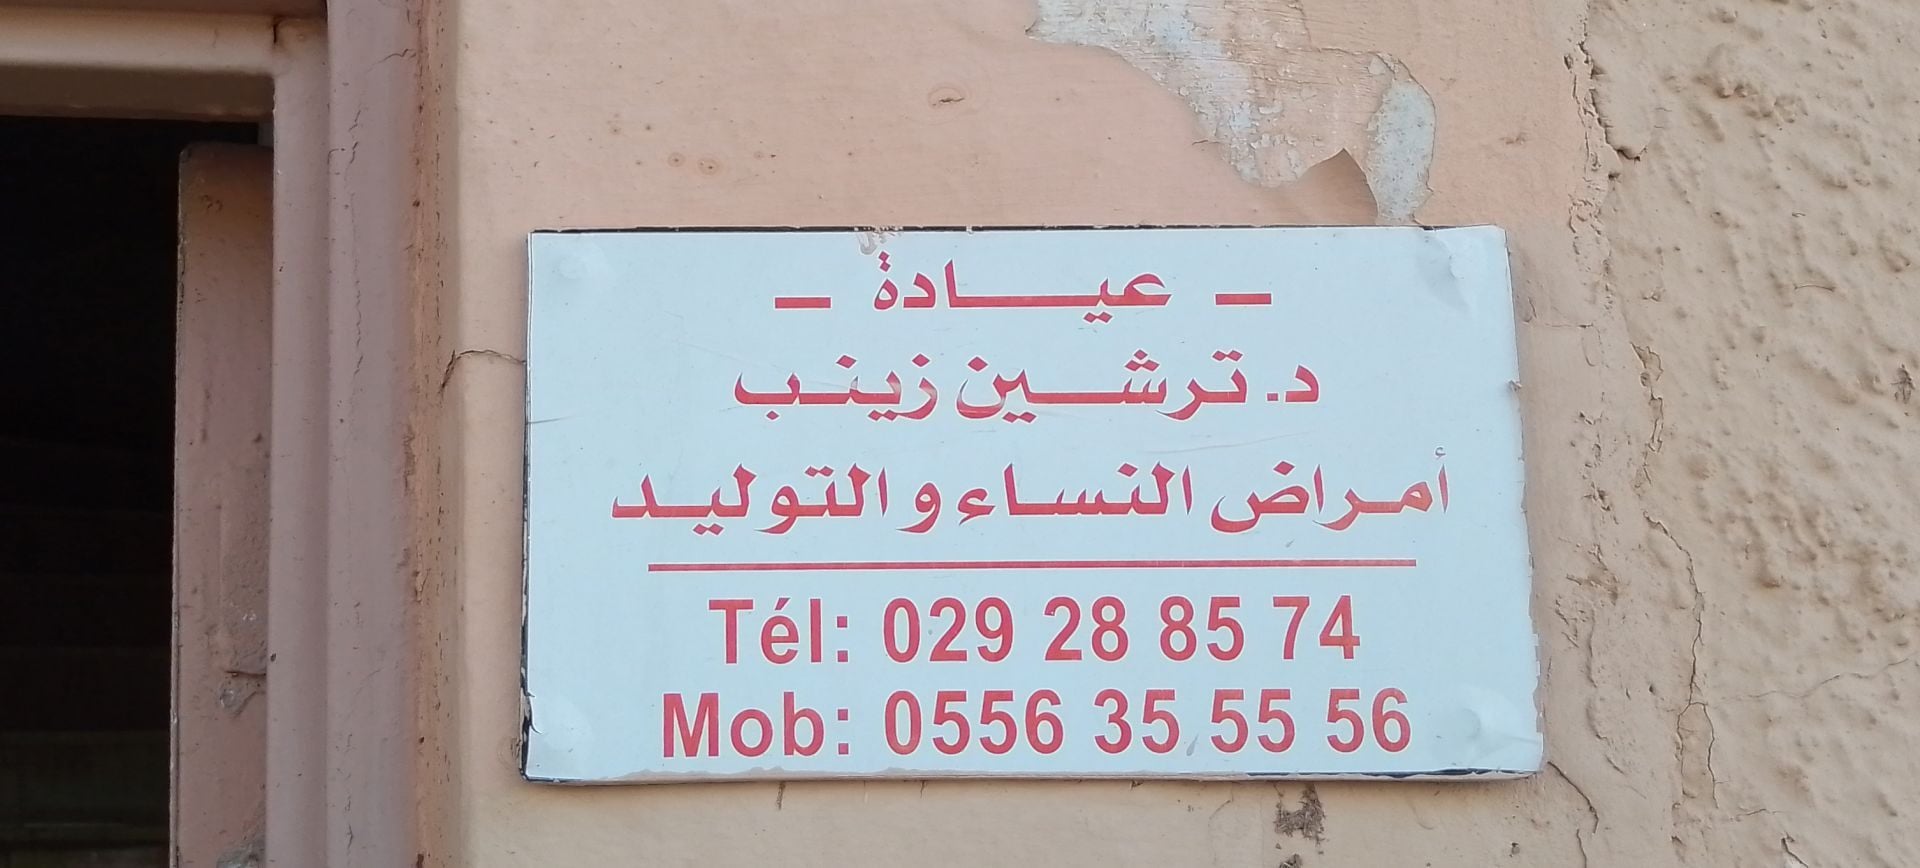 - عيادة -
د. ترشين زينب
أمراض النساء و التوليد
Tél: 029 28 85 74
Mob: 0556 35 55 56